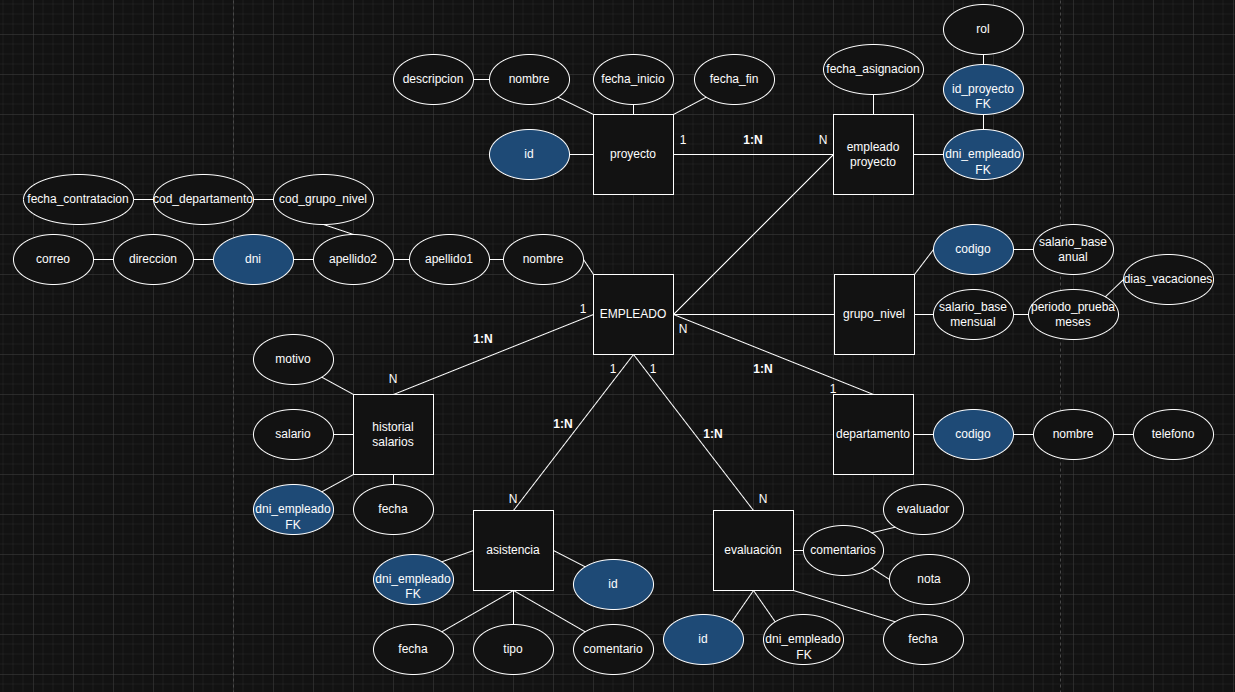 rol
descripcion
nombre
fecha_inicio
fecha_fin
fecha_asignacion
id_proyecto
FK
id
proyecto
1
1:N
N
empleado
proyecto
dni_empleado
FK
fecha_contratacion
cod_departamento
cod_grupo_nivel
correo
direccion
dni
apellido2
apellido1
nombre
codigo
salario_base
anual
dias_vacaciones
EMPLEADO
grupo_nivel
salario_base
mensual
periodo_prueba
meses
1
N
1:N
1:N
N
1
1
1
motivo
historial
salarios
salario
dni_empleado
FK
fecha
departamento
codigo
nombre
telefono
1:N
1:N
N
N
asistencia
evaluación
comentarios
evaluador
nota
dni_empleado
FK
id
fecha
tipo
comentario
id
dni_empleado
FK
fecha